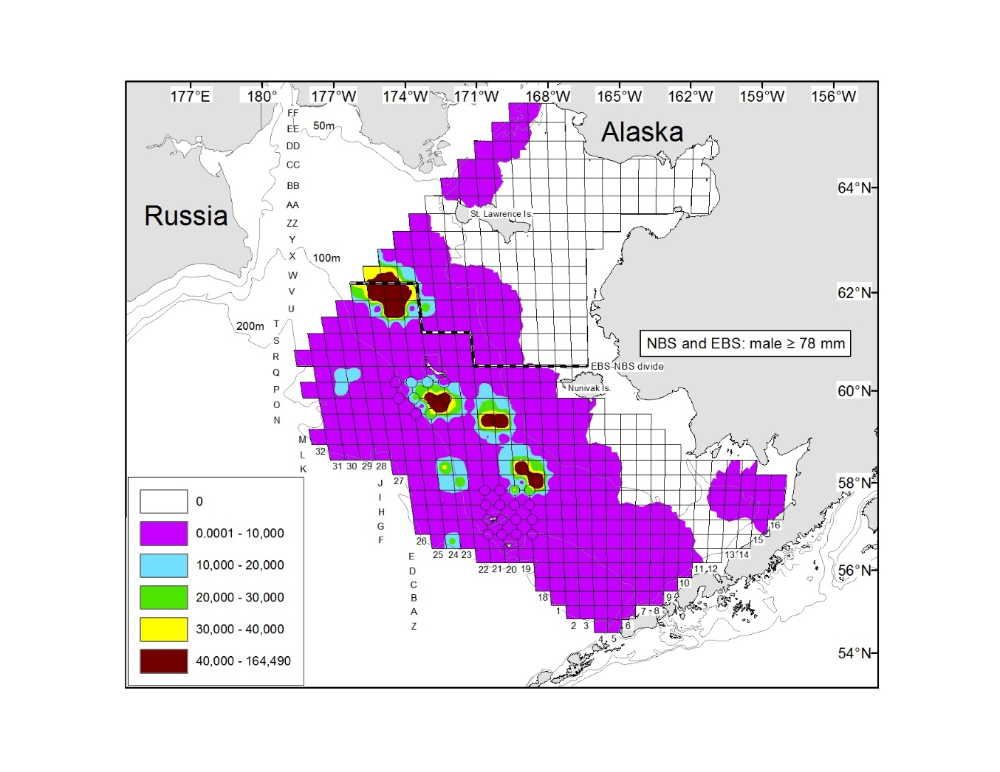 177°E 180° 177°W 174°W 171°W 168°W 165°W 162°W 159°W 156°W
FF
EE
50m
DD
CC
BB
AA
ZZ
Y
X
W
V
U
T
S
R
Q
P
O
N
M
L
K
J
I
H
G
F
E
D
C
B
A
Z
Alaska
Russia
64°N
62°N
60°N
58°N
56°N
54°N
St. Lawrence Is.
100m
200m
NBS and EBS: male ≥ 78 mm
EBS-NBS divide
Nunivak Is.
32
31 30 29 28
27
26
25 24 23
22 21 20 19
18
1
2 3
4 5
6
7 - 8
9
10
11 12
13 14
15
16
0
0.0001 - 10,000
10,000 - 20,000
20,000 - 30,000
30,000 - 40,000
40,000 - 164,490